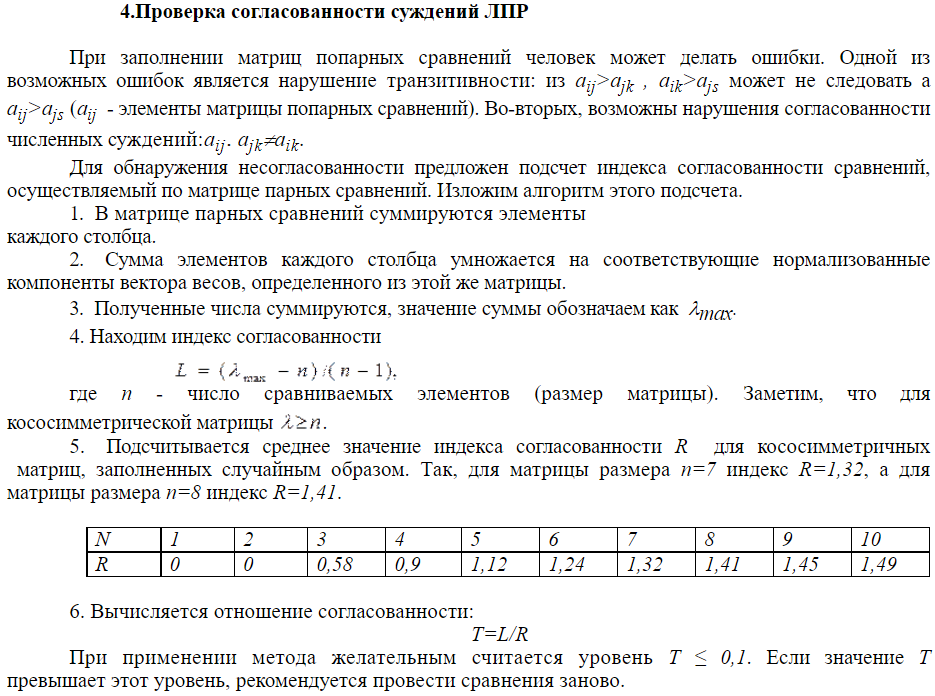 4.Проверка согласованности суждений ЛПР
При заполнении матриц попарных сравнений человек может делать ошибки. Одной из
возможных ошибок является нарушение транзитивности: из aij>ajk , aik>ajs может не следовать а
aij>ajs (aij - элементы матрицы попарных сравнений). Во-вторых, возможны нарушения согласованности
численных суждений:aij. ajk≠aik.
Для обнаружения несогласованности предложен подсчет индекса согласованности сравнений,
осуществляемый по матрице парных сравнений. Изложим алгоритм этого подсчета.
1. В матрице парных сравнений суммируются элементы
каждого столбца.
2. Сумма элементов каждого столбца умножается на соответствующие нормализованные
компоненты вектора весов, определенного из этой же матрицы.
3. Полученные числа суммируются, значение суммы обозначаем как λmax.
4. Находим индекс согласованности
L = (λmax - n)/(n - 1),
где n - число сравниваемых элементов (размер матрицы). Заметим, что для
кососимметрической матрицы λ≥n.
5. Подсчитывается среднее значение индекса согласованности R для кососимметричных
матриц, заполненных случайным образом. Так, для матрицы размера n=7 индекс R=1,32, а для
матрицы размера n=8 индекс R=1,41.
N 1 2 3 4 5 6 7 8 9 10
R 0 0 0,58 0,9 1,12 1,24 1,32 1,41 1,45 1,49
6. Вычисляется отношение согласованности:
T=L/R
При применении метода желательным считается уровень T ≤ 0,1. Если значение T
превышает этот уровень, рекомендуется провести сравнения заново.